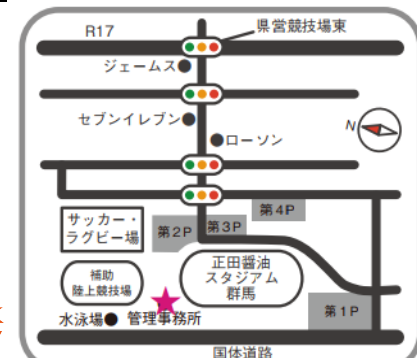 R17
県営競技場東
ジェームス
セブンイレブン
N
ローソン
第4P
サッカー・
ラグビー場
第2P
第3P
正田醤油
スタジアム
群馬
補助
陸上競技場
第1P
水泳場
管理事務所
国体道路